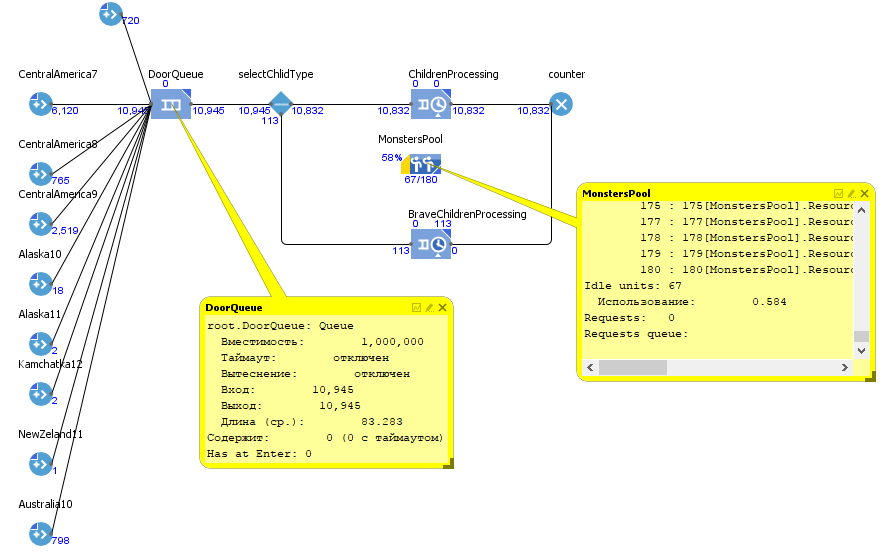 720
CentralAmerica7
DoorQueue
selectChlidType
ChildrenProcessing
counter
0
0 0
6,120
10,945
10,945
10,945
10,832
10,832
10,832
10,832
113
MonstersPool
58%
67/180
CentralAmerica8
765
CentralAmerica9
2,519
BraveChildrenProcessing
0 113
113
0
Alaska10
18
Alaska11
2
Kamchatka12
2
NewZeland11
1
Australia10
798
DoorQueue
root.DoorQueue: Queue
Вместимость: 1,000,000
Таймаут: отключен
Вытеснение: отключен
Вход: 10,945
Выход: 10,945
Длина (ср.): 83.283
Содержит: 0 (0 с таймаутом)
Has at Enter: 0
MonstersPool
175 : 175[MonstersPool].Resourc
177 : 177[MonstersPool].Resourc
178 : 178[MonstersPool].Resourc
179 : 179[MonstersPool].Resourc
180 : 180[MonstersPool].Resourc
Idle units: 67
Использование: 0.584
Requests: 0
Requests queue: